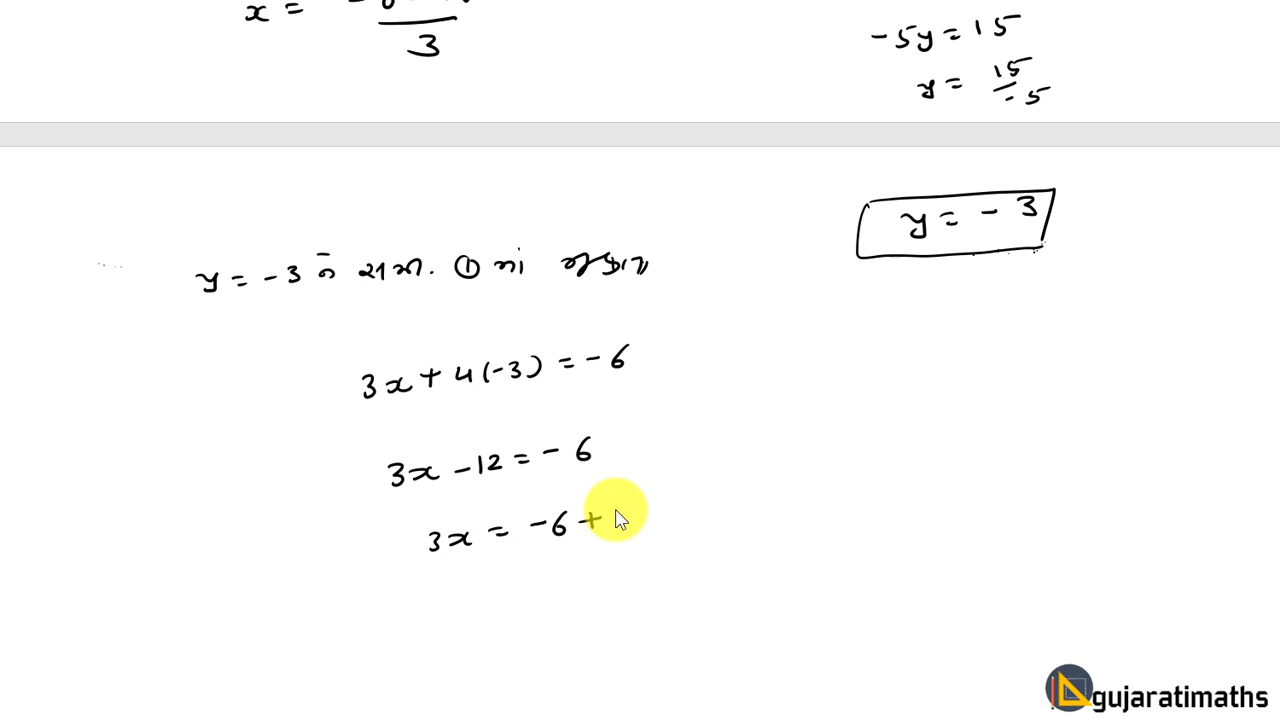 x =
3
-5y = 15
y = 15/-5
y = -3
y = -3 ને સમી. ① માં મૂકતા
3x + 4(-3) = -6
3x - 12 = -6
3x = -6 +
gujaratimaths